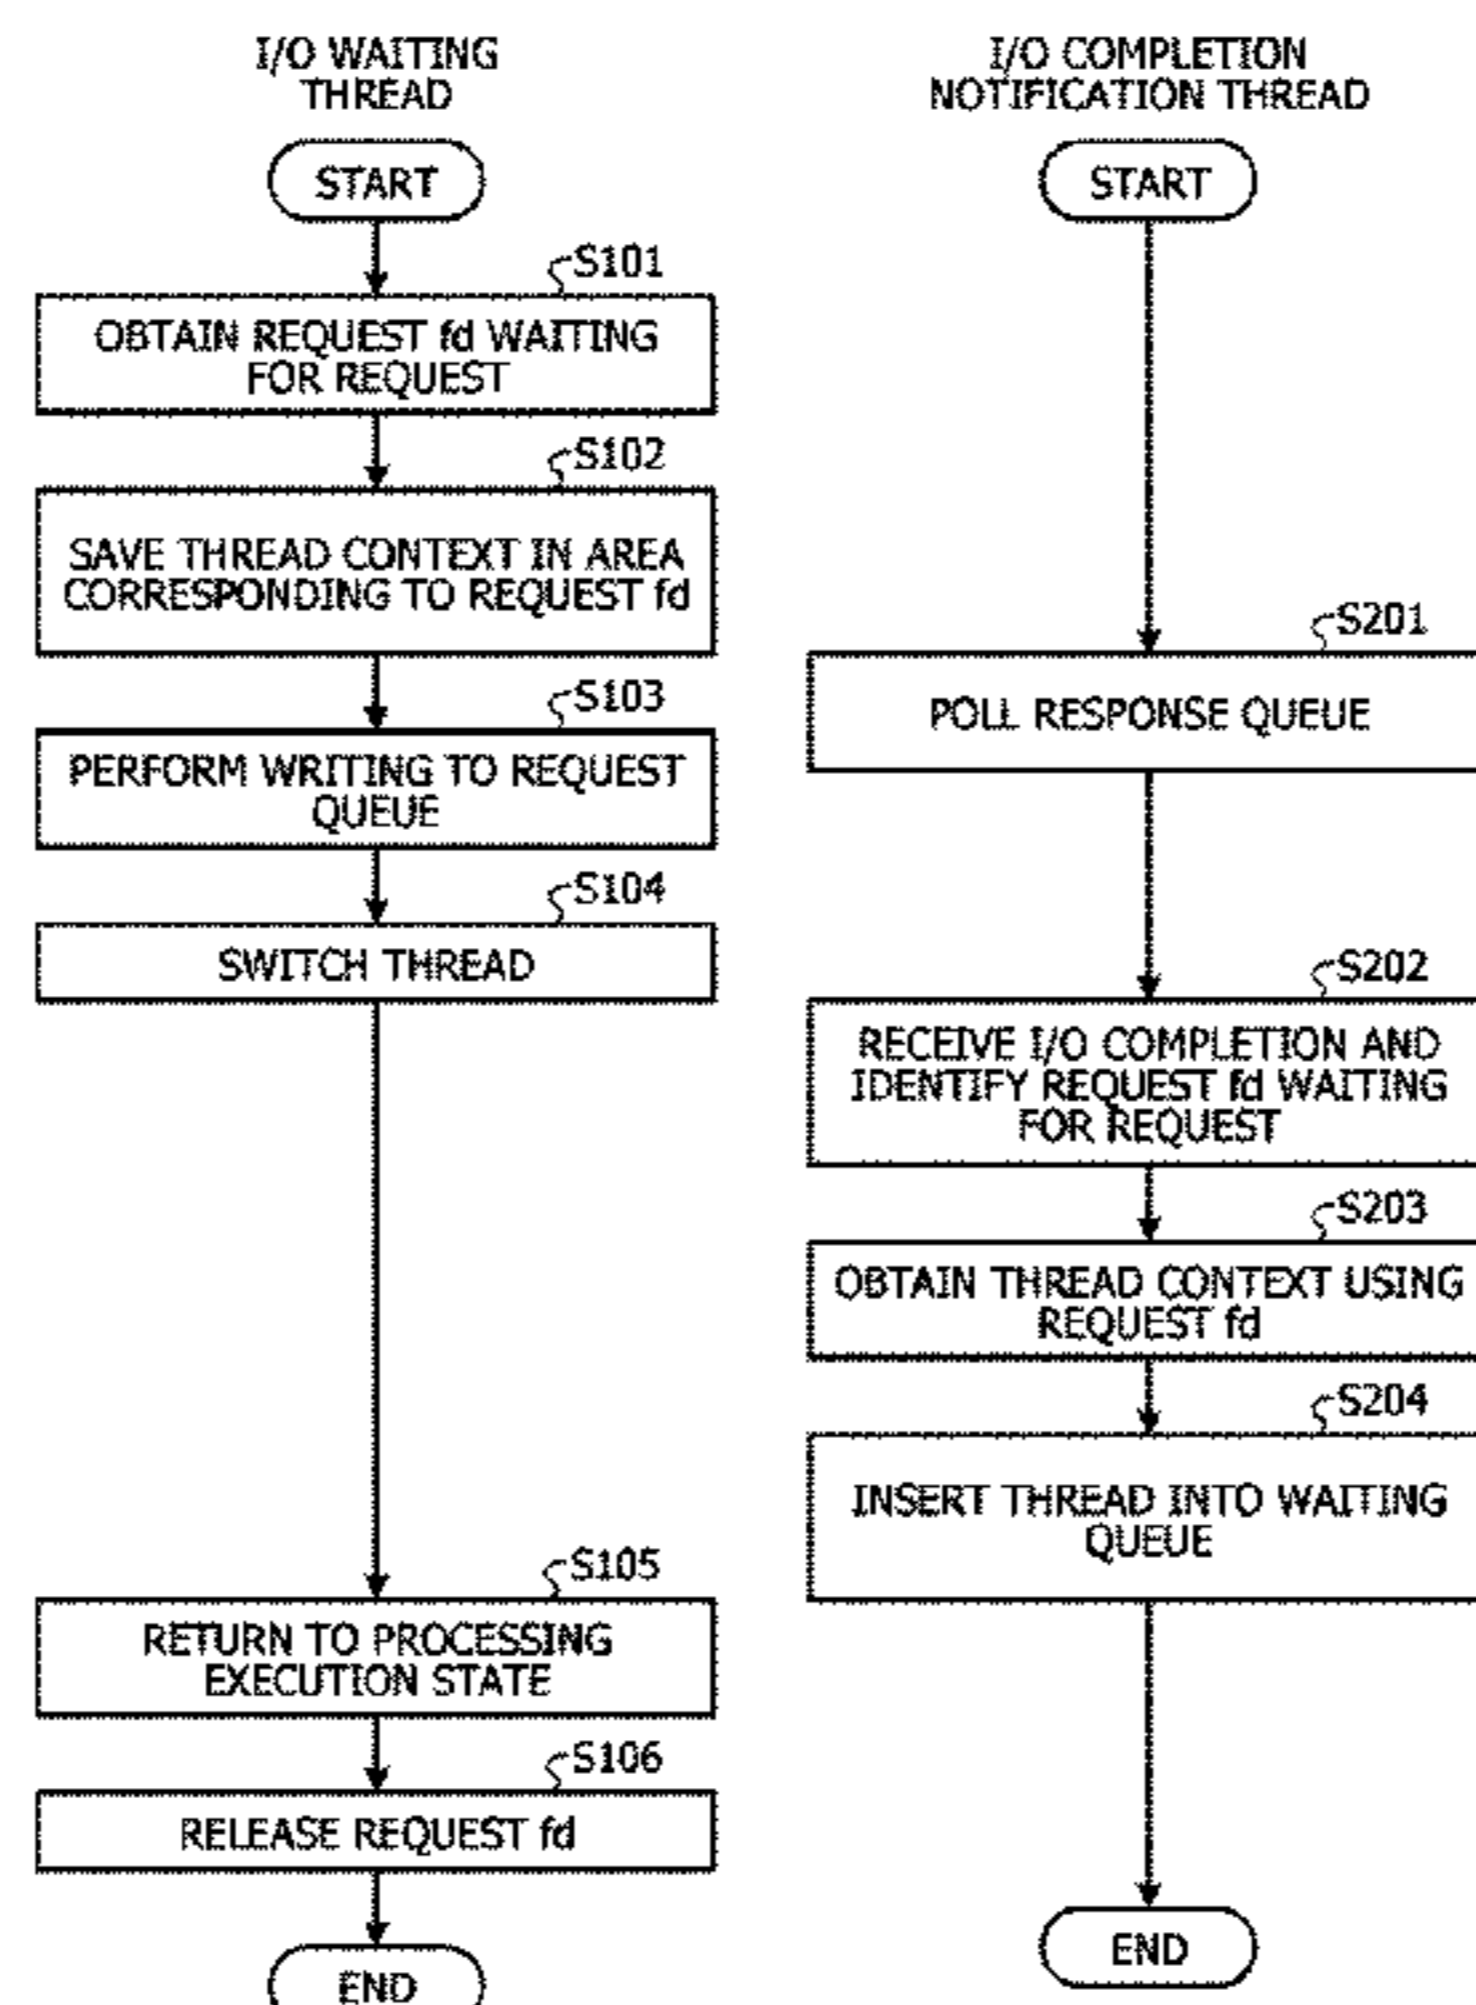 I/O WAITING
THREAD
START
S101
OBTAIN REQUEST fd WAITING
FOR REQUEST
S102
SAVE THREAD CONTEXT IN AREA
CORRESPONDING TO REQUEST fd
S103
PERFORM WRITING TO REQUEST
QUEUE
S104
SWITCH THREAD
S105
RETURN TO PROCESSING
EXECUTION STATE
S106
RELEASE REQUEST fd
END
I/O COMPLETION
NOTIFICATION THREAD
START
S201
POLL RESPONSE QUEUE
S202
RECEIVE I/O COMPLETION AND
IDENTIFY REQUEST fd WAITING
FOR REQUEST
S203
OBTAIN THREAD CONTEXT USING
REQUEST fd
S204
INSERT THREAD INTO WAITING
QUEUE
END